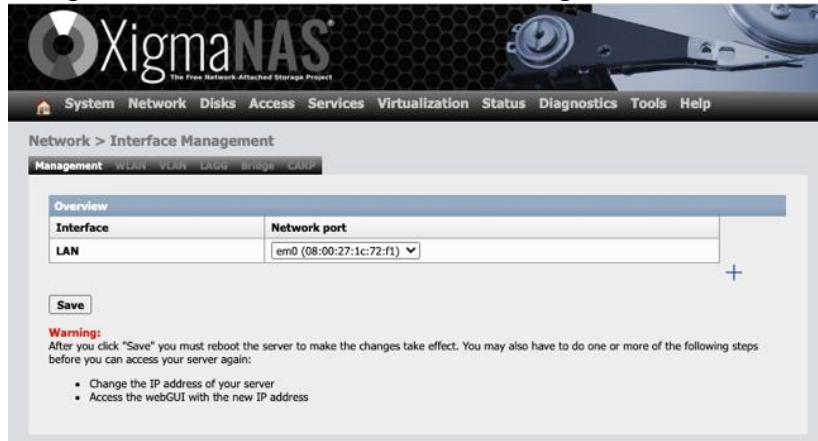 XigmaNAS
The Free Network-Attached Storage Project
System Network Disks Access Services Virtualization Status Diagnostics Tools Help
Network > Interface Management
Management WLAN VLAN LAGG Bridge CARP
Overview
Interface Network port
LAN em0 (08:00:27:1c:72:f1)
Save
Warning:
After you click "Save" you must reboot the server to make the changes take effect. You may also have to do one or more of the following steps
before you can access your server again:
• Change the IP address of your server
• Access the webGUI with the new IP address